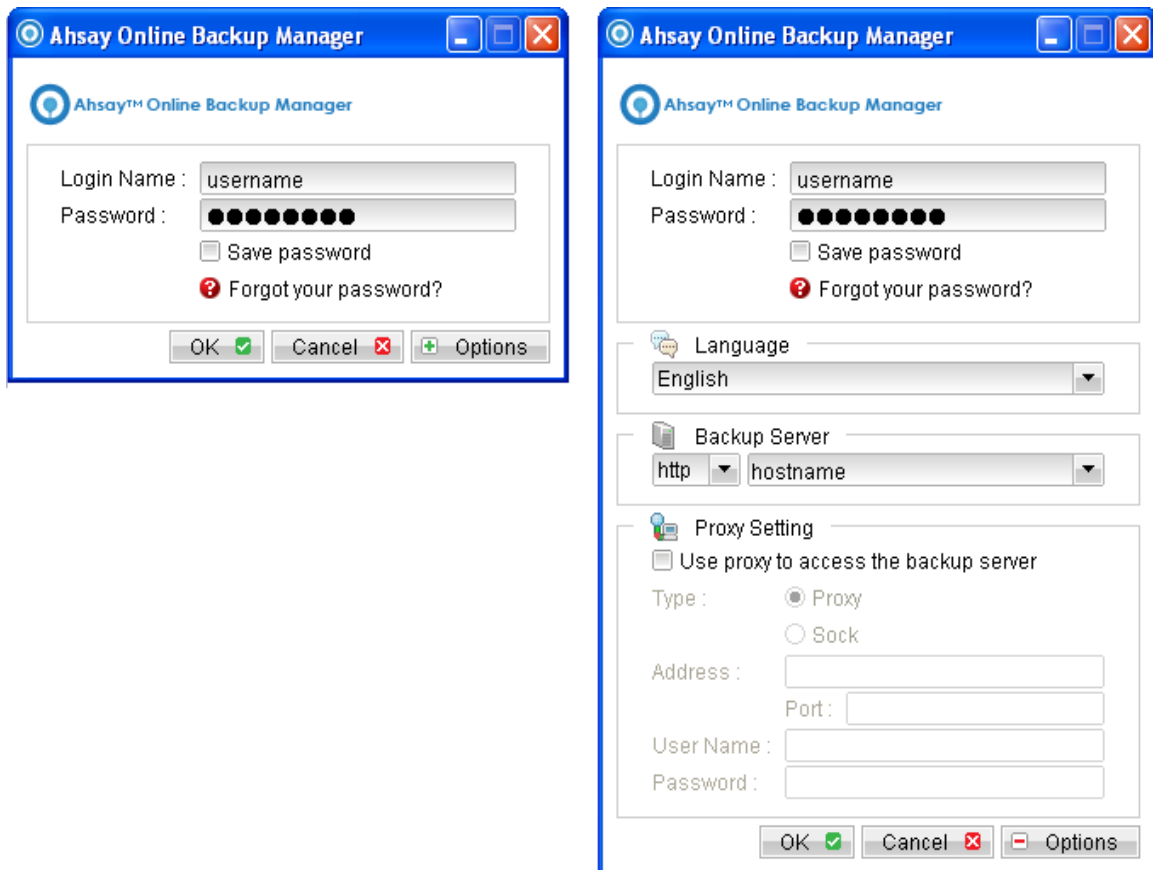 Ahsay Online Backup Manager
Ahsay™ Online Backup Manager
Login Name : username
Password : ●●●●●●●●
Save password
Forgot your password?
OK Cancel Options
Ahsay Online Backup Manager
Ahsay™ Online Backup Manager
Login Name : username
Password : ●●●●●●●●
Save password
Forgot your password?
Language
English
Backup Server
http hostname
Proxy Setting
Use proxy to access the backup server
Type : Proxy
Sock
Address :
Port :
User Name :
Password :
OK Cancel Options